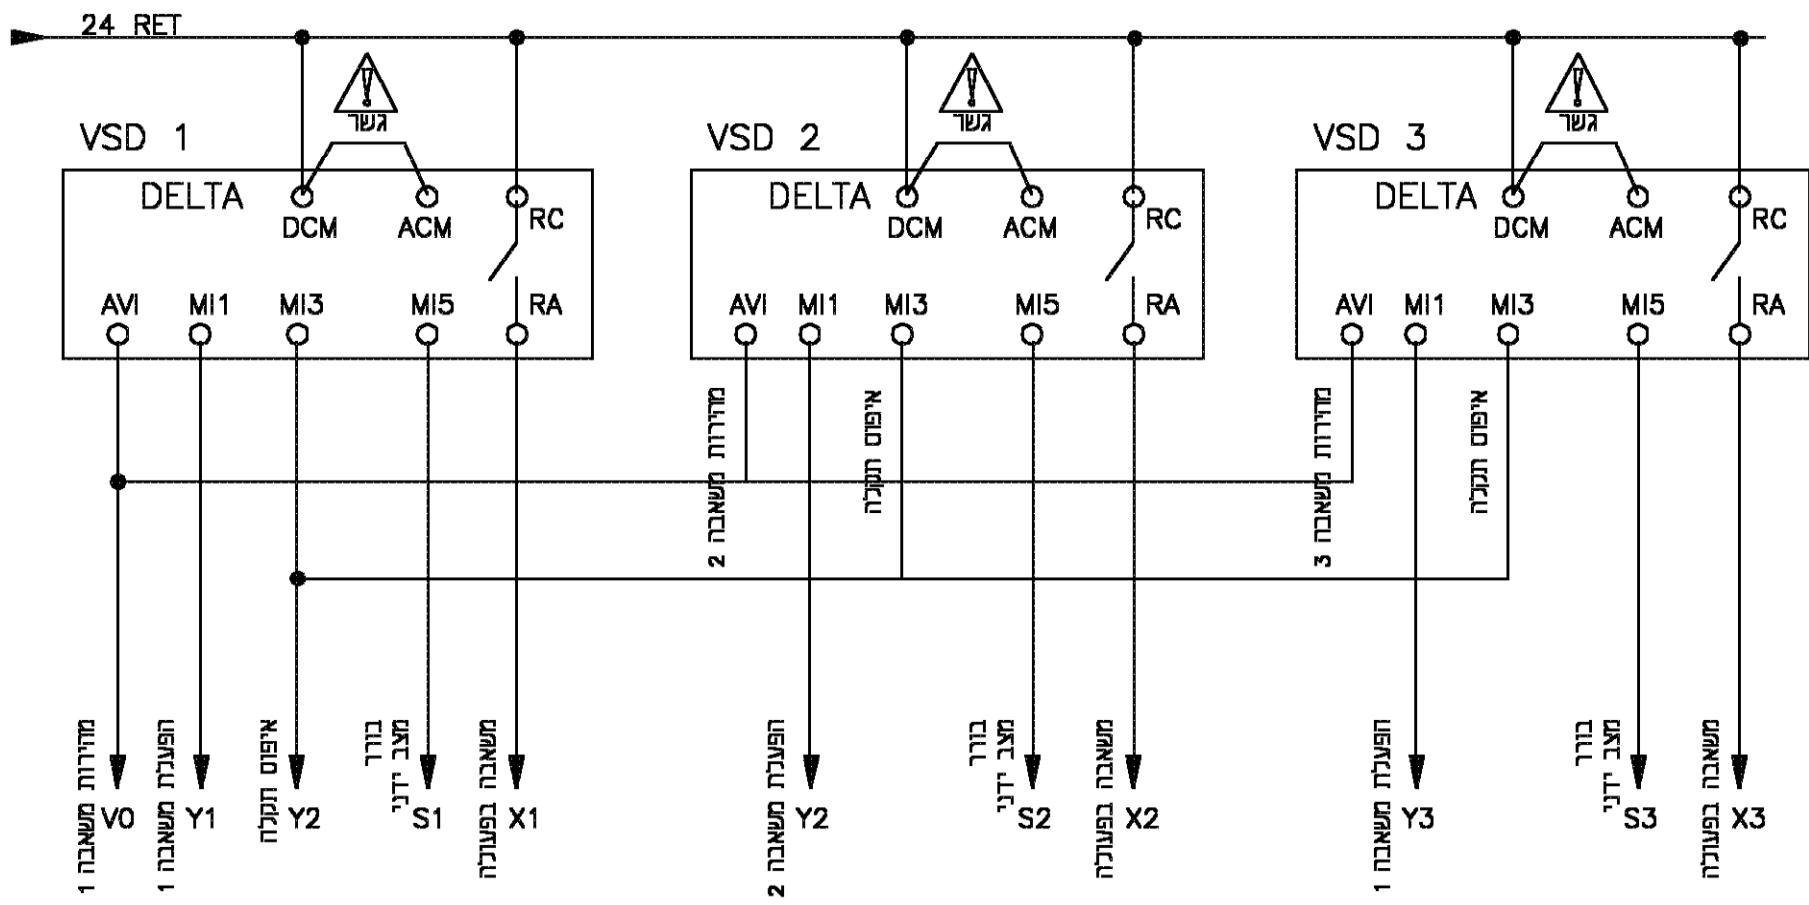 24 RET
גשר
גשר
גשר
VSD 1
VSD 2
VSD 3
DELTA
DCM
ACM
RC
DELTA
DCM
ACM
RC
DELTA
DCM
ACM
RC
AVI
MI1
MI3
MI5
RA
AVI
MI1
MI3
MI5
RA
AVI
MI1
MI3
MI5
RA
מהירות משאבה 2
איפוס תקלה
מהירות משאבה 3
איפוס תקלה
מהירות משאבה 1
V0
הפעלת משאבה 1
Y1
איפוס תקלה
Y2
בורר
מצב ידני
S1
משאבה בפעולה
X1
הפעלת משאבה 2
Y2
בורר
מצב ידני
S2
משאבה בפעולה
X2
הפעלת משאבה 1
Y3
בורר
מצב ידני
S3
משאבה בפעולה
X3